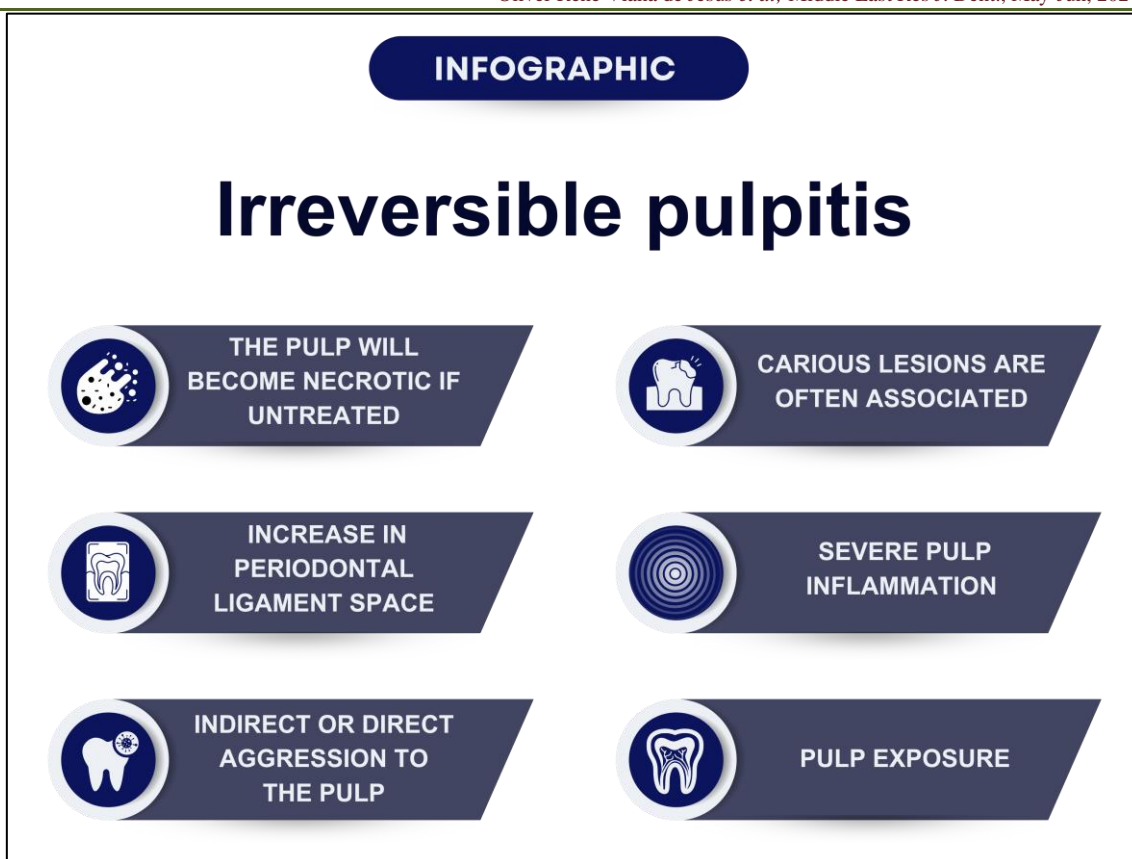 INFOGRAPHIC
Irreversible pulpitis
THE PULP WILL
BECOME NECROTIC IF
UNTREATED
CARIOUS LESIONS ARE
OFTEN ASSOCIATED
INCREASE IN
PERIODONTAL
LIGAMENT SPACE
SEVERE PULP
INFLAMMATION
INDIRECT OR DIRECT
AGGRESSION TO
THE PULP
PULP EXPOSURE